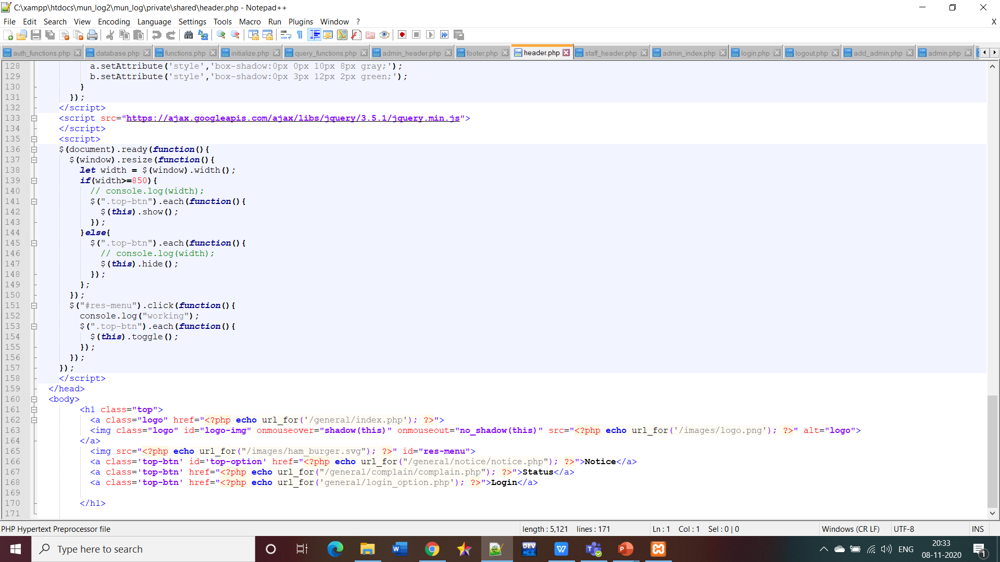 C:\xampp\htdocs\mun_log2\mun_log\private\shared\header.php - Notepad++
File Edit Search View Encoding Language Settings Tools Macro Run Plugins Window ? X
auth_functions.php database.php functions.php initialize.php query_functions.php admin_header.php footer.php header.php staff_header.php admin_index.php login.php logout.php add_admin.php admin.php
128 a.setAttribute('style','box-shadow:0px 0px 10px 8px gray;');
129 b.setAttribute('style','box-shadow:0px 3px 12px 2px green;');
130 }
131 });
132 </script>
133 <script src="https://ajax.googleapis.com/ajax/libs/jquery/3.5.1/jquery.min.js">
134 </script>
135 <script>
136 $(document).ready(function(){
137 $(window).resize(function(){
138 let width = $(window).width();
139 if(width>=850){
140 // console.log(width);
141 $(".top-btn").each(function(){
142 $(this).show();
143 });
144 }else{
145 $(".top-btn").each(function(){
146 // console.log(width);
147 $(this).hide();
148 });
149 };
150 });
151 $("#res-menu").click(function(){
152 console.log("working");
153 $(".top-btn").each(function(){
154 $(this).toggle();
155 });
156 });
157 });
158 </script>
159 </head>
160 <body>
161 <h1 class="top">
162 <a class="logo" href="<?php echo url_for('/general/index.php'); ?>">
163 <img class="logo" id="logo-img" onmouseover="shadow(this)" onmouseout="no_shadow(this)" src="<?php echo url_for('/images/logo.png'); ?>" alt="logo">
164 </a>
165 <img src="<?php echo url_for("/images/ham_burger.svg"); ?>" id="res-menu">
166 <a class='top-btn' id='top-option' href="<?php echo url_for("/general/notice/notice.php"); ?>">Notice</a>
167 <a class='top-btn' href="<?php echo url_for("/general/complain/complain.php"); ?>">Status</a>
168 <a class='top-btn' href="<?php echo url_for('general/login_option.php'); ?>">Login</a>
169
170 </h1>
171
PHP Hypertext Preprocessor file length : 5,121 lines : 171 Ln : 1 Col : 1 Sel : 0 | 0 Windows (CR LF) UTF-8 INS
Type here to search
DEV
C++
ENG
20:33
08-11-2020
1